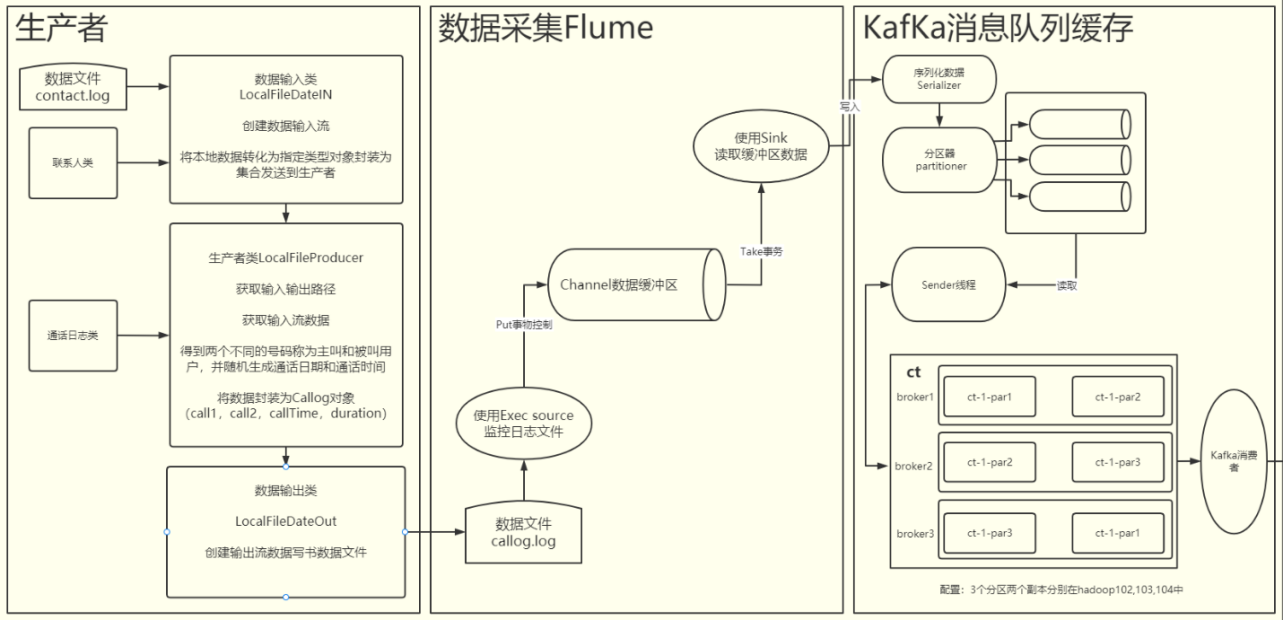 生产者
数据文件
contact.log
联系人类
数据输入类
LocalFileDateIN
创建数据输入流
将本地数据转化为指定类型对象封装为
集合发送到生产者
通话日志类
生产者类LocalFileProducer
获取输入输出路径
获取输入流数据
得到两个不同的号码称为主叫和被叫用
户，并随机生成通话日期和通话时间
将数据封装为Callog对象
（call1，call2，callTime，duration）
数据输出类
LocalFileDateOut
创建输出流数据写书数据文件
数据采集Flume
使用Sink
读取缓冲区数据
Take事务
Channel数据缓冲区
Put事物控制
使用Exec source
监控日志文件
数据文件
callog.log
KafKa消息队列缓存
写入
序列化数据
Serializer
分区器
partitioner
Sender线程
读取
ct
broker1
ct-1-par1
ct-1-par2
broker2
ct-1-par2
ct-1-par3
broker3
ct-1-par3
ct-1-par1
Kafka消费
者
配置：3个分区两个副本分别在hadoop102,103,104中